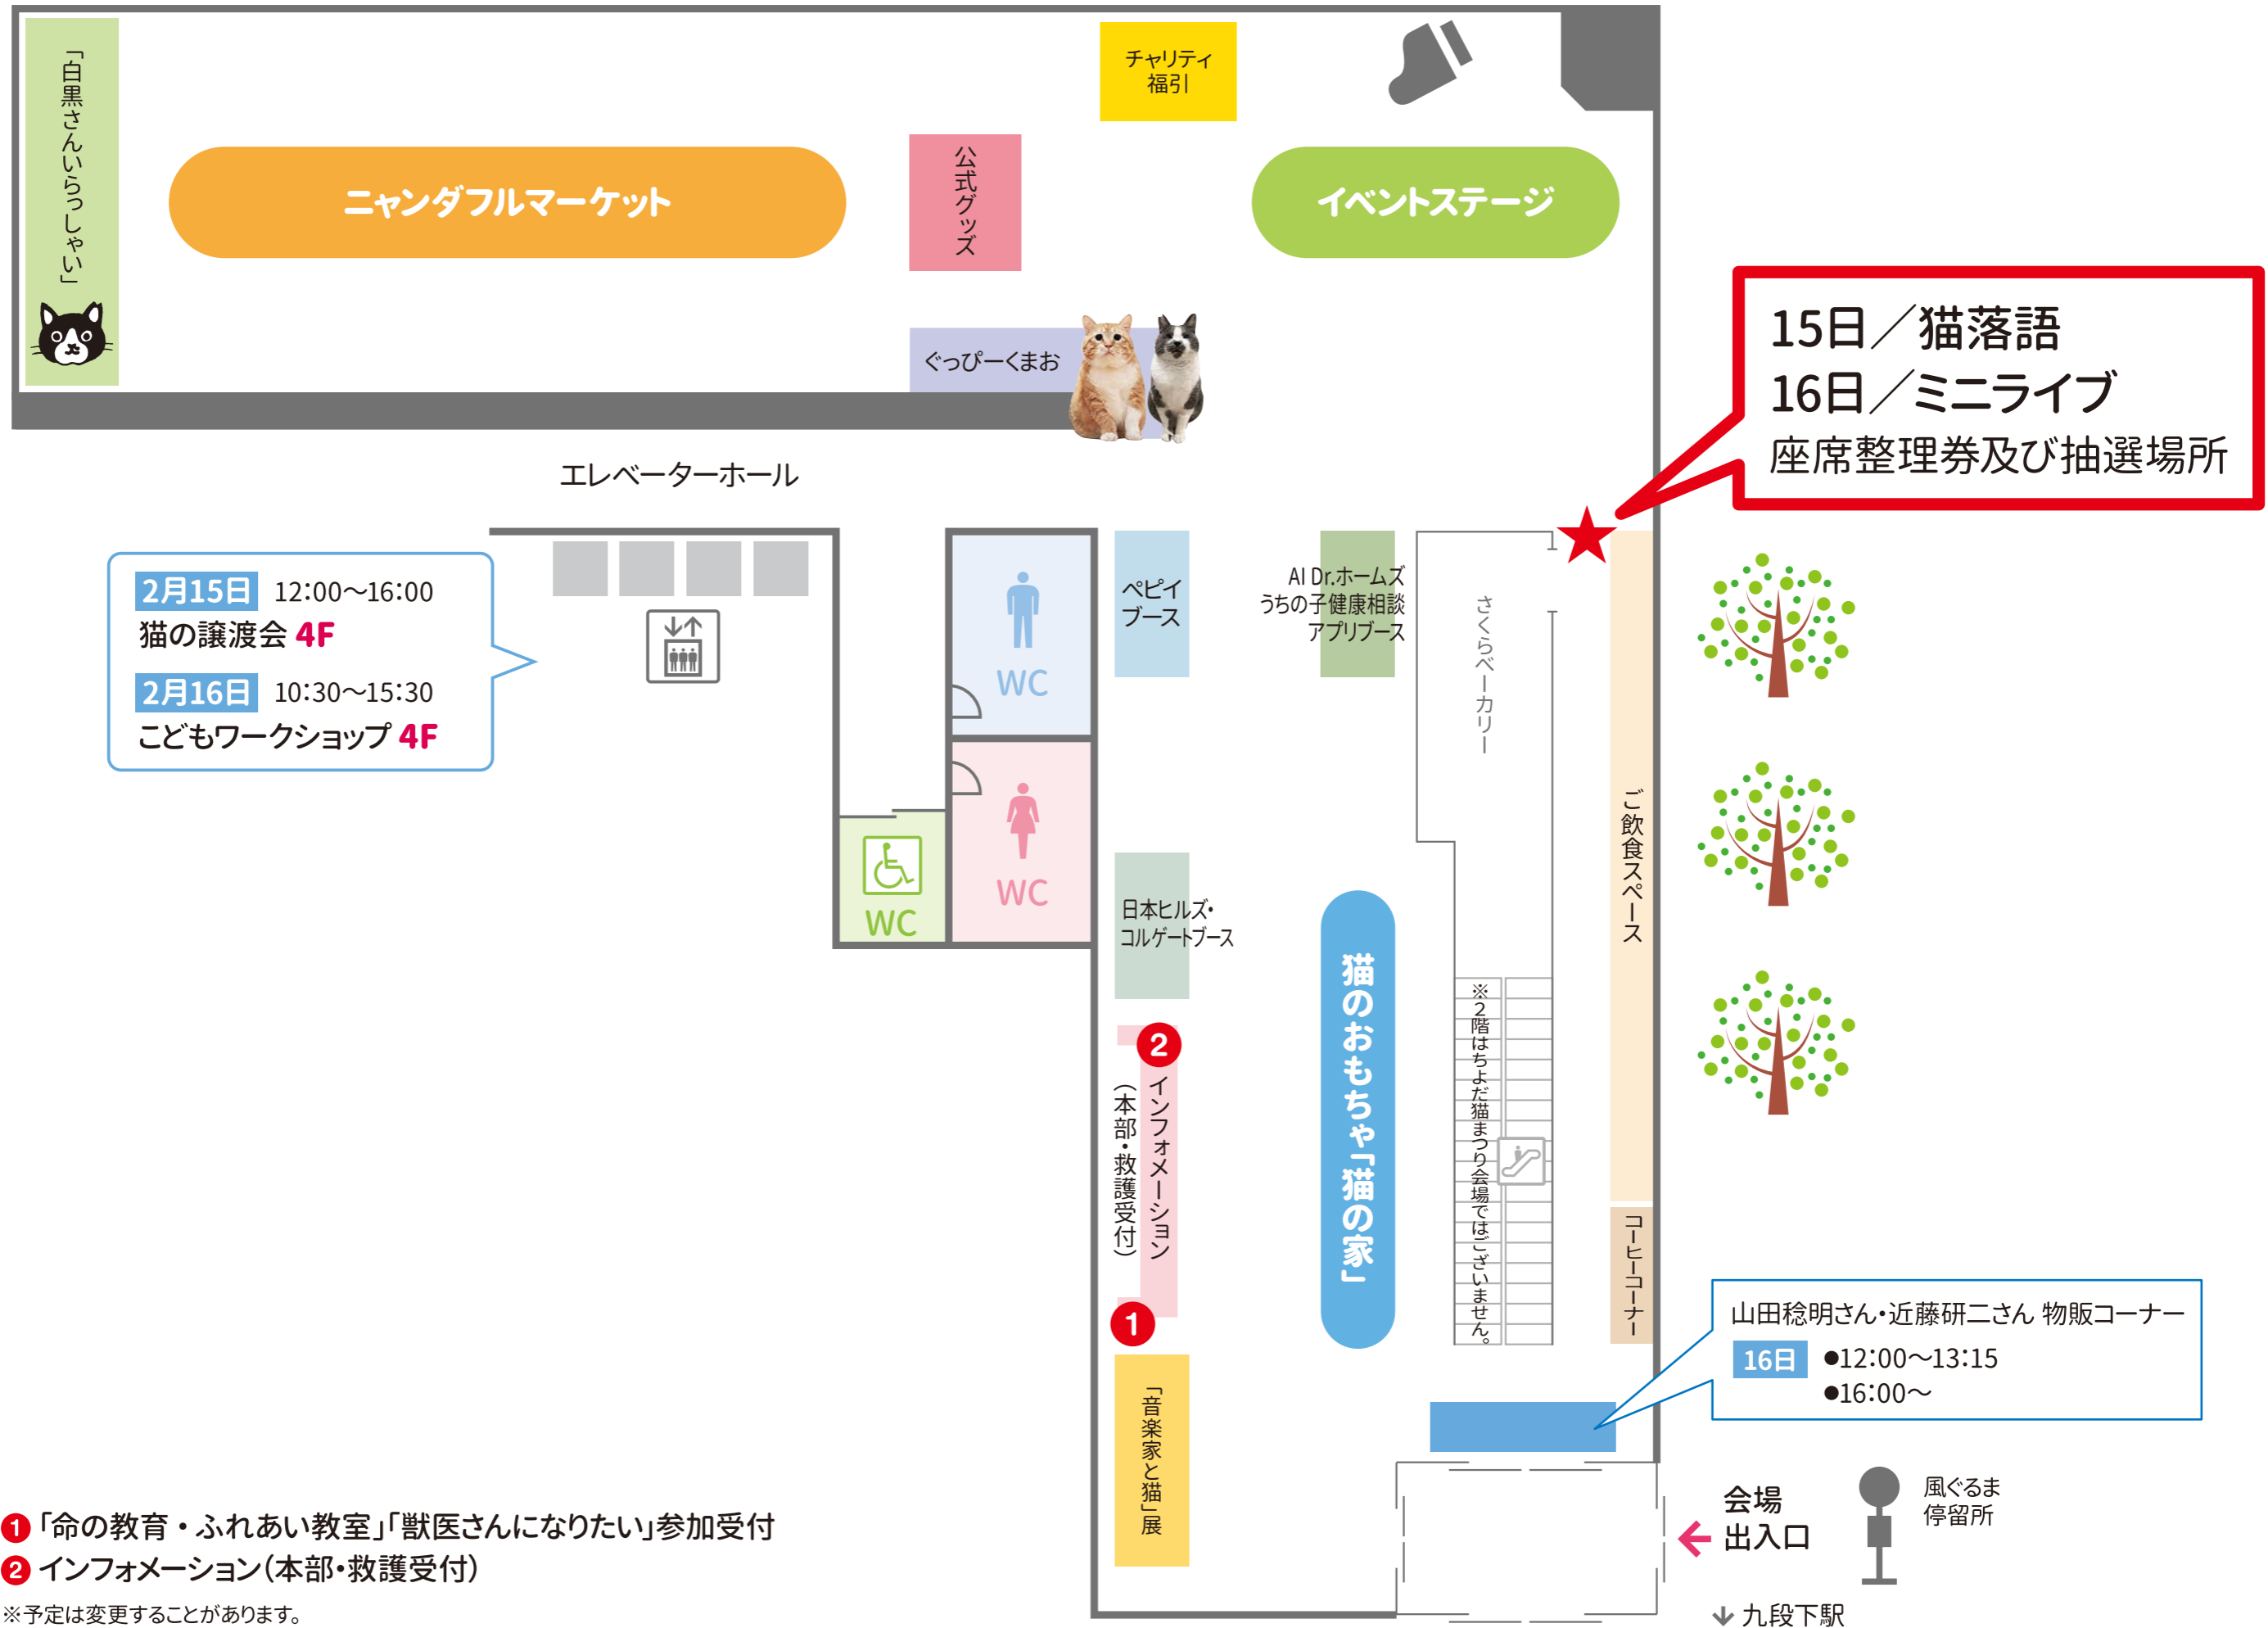 「白黒さんいらっしゃい」
ニャンダフルマーケット
公式グッズ
チャリティ
福引
イベントステージ
ぐっぴーくまお
15日／猫落語
16日／ミニライブ
座席整理券及び抽選場所
エレベーターホール
2月15日 12:00〜16:00
猫の譲渡会 4F
2月16日 10:30〜15:30
こどもワークショップ 4F
WC
WC
WC
ペピイ
ブース
AI Dr.ホームズ
うちの子健康相談
アプリブース
さくらベーカリー
ご飲食スペース
日本ヒルズ・
コルゲートブース
猫のおもちゃ「猫の家」
※2階はちよだ猫まつり会場ではございません。
コーヒーコーナー
2
インフォメーション
（本部・救護受付）
1
「音楽家と猫」展
山田稔明さん・近藤研二さん 物販コーナー
16日 ●12:00〜13:15
●16:00〜
会場
出入口
風ぐるま
停留所
↓九段下駅
1 「命の教育・ふれあい教室」「獣医さんになりたい」参加受付
2 インフォメーション（本部・救護受付）
※予定は変更することがあります。